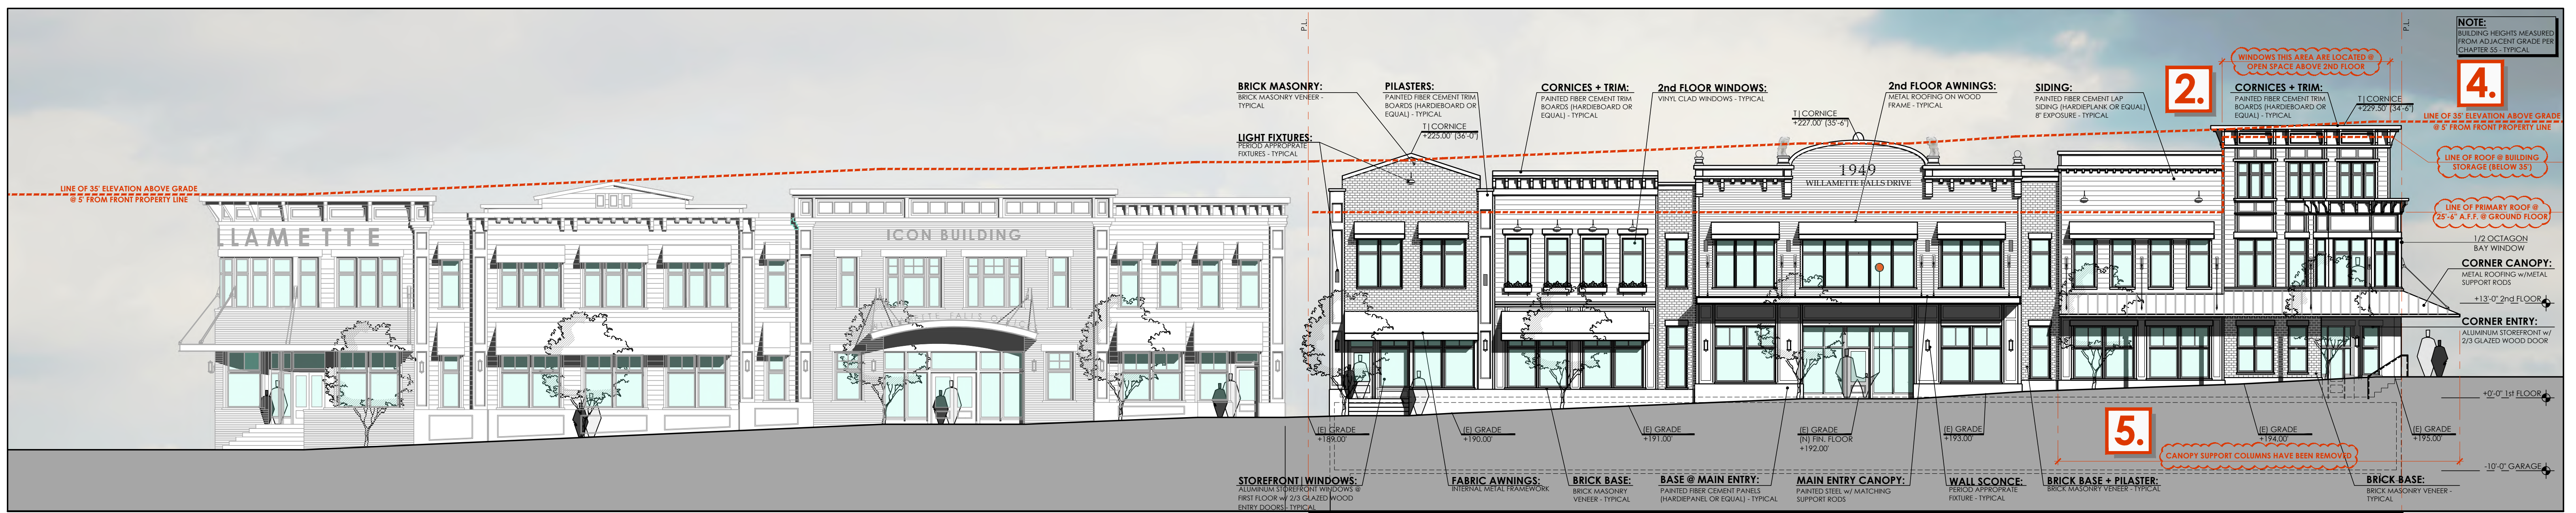 P.L.
P.L.
NOTE:
BUILDING HEIGHTS MEASURED
FROM ADJACENT GRADE PER
CHAPTER 55 - TYPICAL
WINDOWS THIS AREA ARE LOCATED @
OPEN SPACE ABOVE 2ND FLOOR
2.
4.
BRICK MASONRY:
BRICK MASONRY VENEER -
TYPICAL
PILASTERS:
PAINTED FIBER CEMENT TRIM
BOARDS (HARDIEBOARD OR
EQUAL) - TYPICAL
CORNICES + TRIM:
PAINTED FIBER CEMENT TRIM
BOARDS (HARDIEBOARD OR
EQUAL) - TYPICAL
2nd FLOOR WINDOWS:
VINYL CLAD WINDOWS - TYPICAL
2nd FLOOR AWNINGS:
METAL ROOFING ON WOOD
FRAME - TYPICAL
SIDING:
PAINTED FIBER CEMENT LAP
SIDING (HARDIEPLANK OR EQUAL)
8" EXPOSURE - TYPICAL
CORNICES + TRIM:
PAINTED FIBER CEMENT TRIM
BOARDS (HARDIEBOARD OR
EQUAL) - TYPICAL
T | CORNICE
+229.50' (34'-6")
T | CORNICE
+225.00' (36'-0")
T | CORNICE
+227.00' (35'-6")
LINE OF 35' ELEVATION ABOVE GRADE
@ 5' FROM FRONT PROPERTY LINE
LIGHT FIXTURES:
PERIOD APPROPRATE
FIXTURES - TYPICAL
LINE OF ROOF @ BUILDING
STORAGE (BELOW 35')
LINE OF 35' ELEVATION ABOVE GRADE
@ 5' FROM FRONT PROPERTY LINE
1949
WILLAMETTE FALLS DRIVE
LINE OF PRIMARY ROOF @
25'-6" A.F.F. @ GROUND FLOOR
LLAMETTE
ICON BUILDING
1/2 OCTAGON
BAY WINDOW
CORNER CANOPY:
METAL ROOFING w/METAL
SUPPORT RODS
+13'-0" 2nd FLOOR
CORNER ENTRY:
ALUMINUM STOREFRONT w/
2/3 GLAZED WOOD DOOR
+0'-0" 1st FLOOR
(E) GRADE
+189.00'
(E) GRADE
+190.00'
(E) GRADE
+191.00'
(E) GRADE
(N) FIN. FLOOR
+192.00'
(E) GRADE
+193.00'
5.
(E) GRADE
+194.00'
(E) GRADE
+195.00'
CANOPY SUPPORT COLUMNS HAVE BEEN REMOVED
-10'-0" GARAGE
STOREFRONT WINDOWS:
ALUMINUM STOREFRONT WINDOWS @
FIRST FLOOR w/ 2/3 GLAZED WOOD
ENTRY DOORS - TYPICAL
FABRIC AWNINGS:
INTERNAL METAL FRAMEWORK
BRICK BASE:
BRICK MASONRY
VENEER - TYPICAL
BASE @ MAIN ENTRY:
PAINTED FIBER CEMENT PANELS
(HARDIEPANEL OR EQUAL) - TYPICAL
MAIN ENTRY CANOPY:
PAINTED STEEL w/ MATCHING
SUPPORT RODS
WALL SCONCE:
PERIOD APPROPRATE
FIXTURE - TYPICAL
BRICK BASE + PILASTER:
BRICK MASONRY VENEER - TYPICAL
BRICK BASE:
BRICK MASONRY VENEER -
TYPICAL